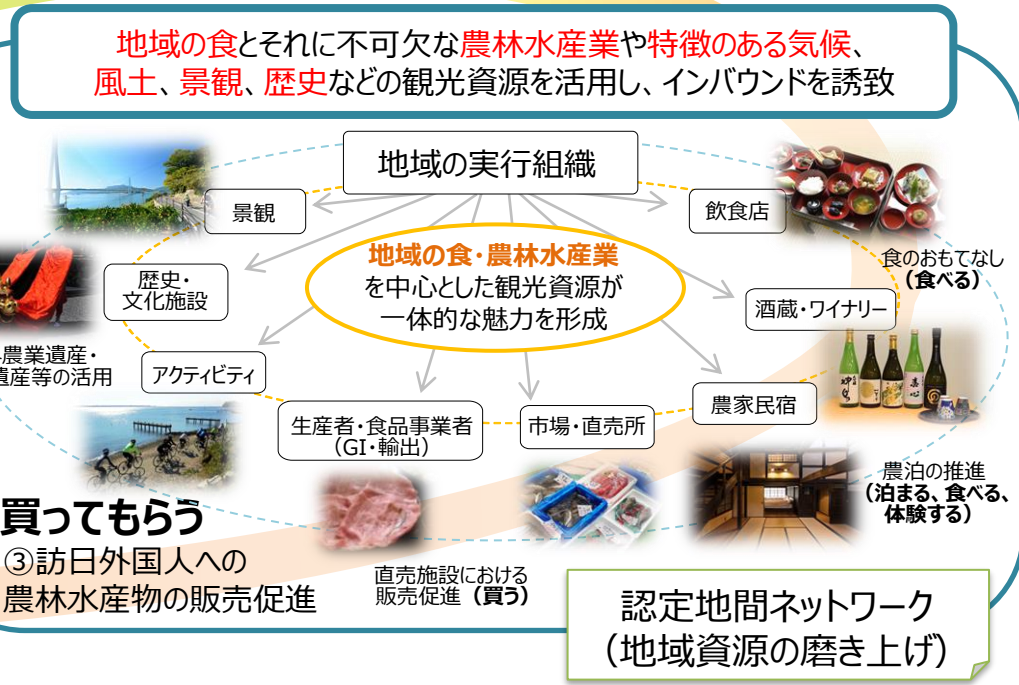 地域の食とそれに不可欠な農林水産業や特徴のある気候、
風土、景観、歴史などの観光資源を活用し、インバウンドを誘致
地域の実行組織
景観
飲食店
地域の食・農林水産業
を中心とした観光資源が
一体的な魅力を形成
食のおもてなし
（食べる）
歴史・
文化施設
酒蔵・ワイナリー
農業遺産・
遺産等の活用
アクティビティ
農家民宿
生産者・食品事業者
（GI・輸出）
市場・直売所
農泊の推進
（泊まる、食べる、
体験する）
買ってもらう
③訪日外国人への
農林水産物の販売促進
直売施設における
販売促進（買う）
認定地間ネットワーク
（地域資源の磨き上げ）